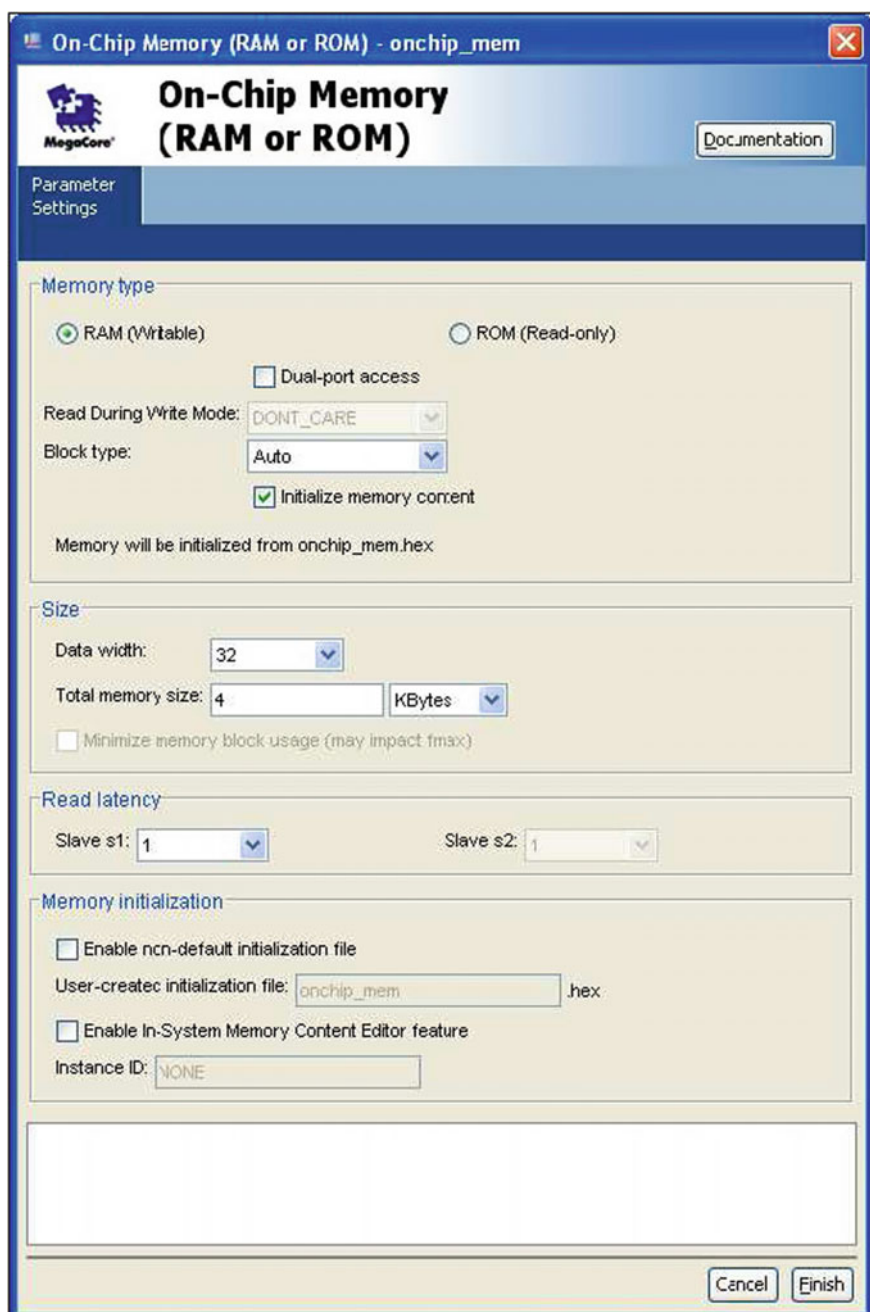 On-Chip Memory (RAM or ROM) - onchip_mem
MegaCore'
On-Chip Memory
(RAM or ROM)
Documentation
Parameter
Settings
Memory type
RAM (Writable) ROM (Read-only)
Dual-port access
Read During Write Mode: DONT_CARE
Block type: Auto
Initialize memory content
Memory will be initialized from onchip_mem.hex
Size
Data width: 32
Total memory size: 4 KBytes
Minimize memory block usage (may impact fmax)
Read latency
Slave s1: 1 Slave s2: 1
Memory initialization
Enable non-default initialization file
User-created initialization file: onchip_mem .hex
Enable In-System Memory Content Editor feature
Instance ID: NONE
Cancel Finish